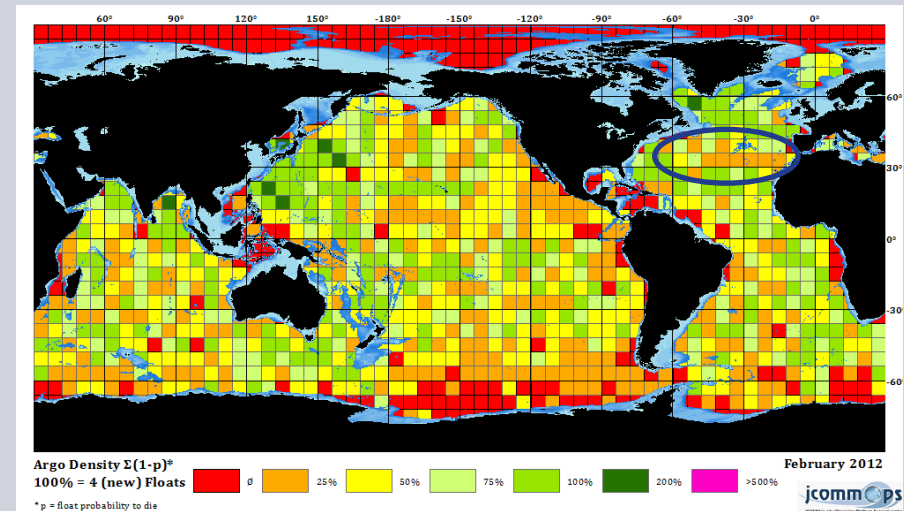 60° 90° 120° 150° -180° -150° -120° -90° -60° -30° 0°
60°
30°
0°
-30°
-60°
Argo Density Σ(1-p)*
100% = 4 (new) Floats
ø 25% 50% 75% 100% 200% >500%
February 2012
* p = float probability to die
jcommops